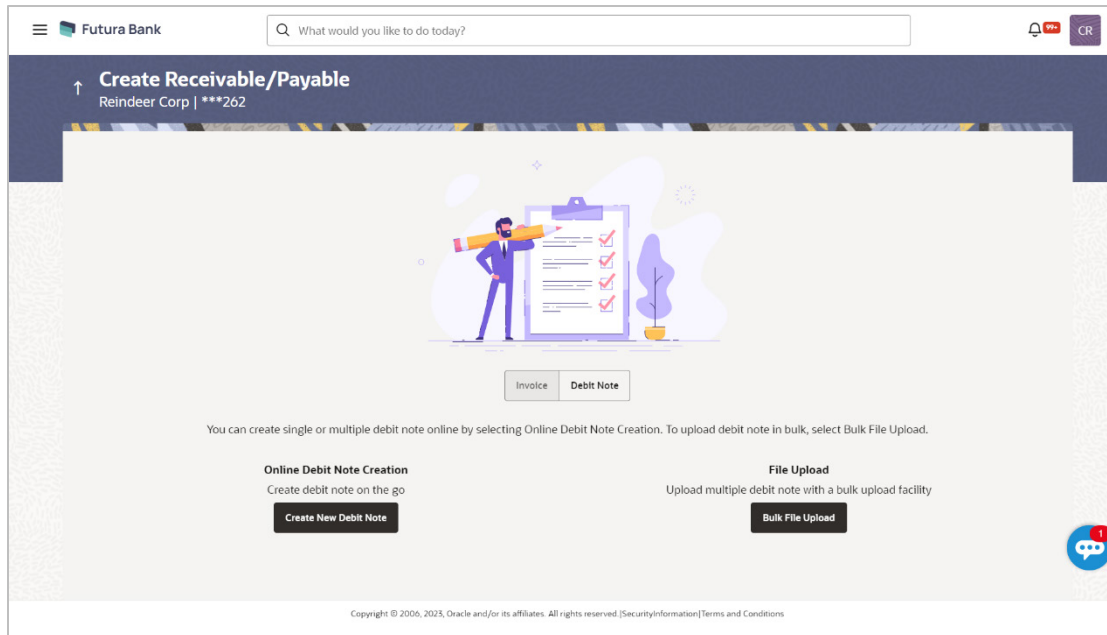 Futura Bank
What would you like to do today?
99+
CR
Create Receivable/Payable
Reindeer Corp | ***262
Invoice
Debit Note
You can create single or multiple debit note online by selecting Online Debit Note Creation. To upload debit note in bulk, select Bulk File Upload.
Online Debit Note Creation
File Upload
Create debit note on the go
Upload multiple debit note with a bulk upload facility
Create New Debit Note
Bulk File Upload
1
Copyright © 2006, 2023, Oracle and/or its affiliates. All rights reserved.|SecurityInformation|Terms and Conditions